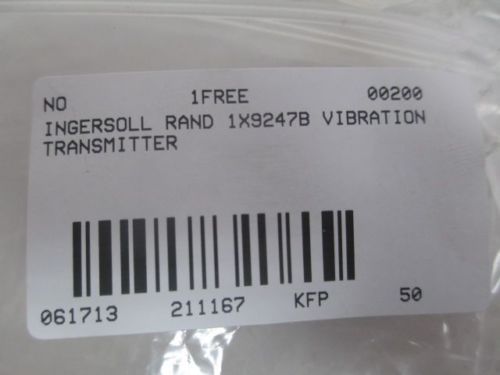 NO 1FREE 00200
INGERSOLL RAND 1X9247B VIBRATION
TRANSMITTER
061713 211167 KFP 50